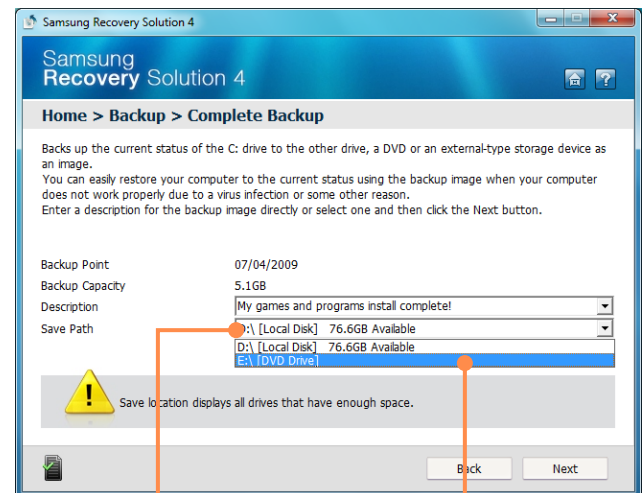 Samsung Recovery Solution 4
Samsung
Recovery Solution 4
Home > Backup > Complete Backup
Backs up the current status of the C: drive to the other drive, a DVD or an external-type storage device as
an image.
You can easily restore your computer to the current status using the backup image when your computer
does not work properly due to a virus infection or some other reason.
Enter a description for the backup image directly or select one and then click the Next button.
Backup Point 07/04/2009
Backup Capacity 5.1GB
Description My games and programs install complete!
Save Path D:\ [Local Disk] 76.6GB Available
D:\ [Local Disk] 76.6GB Available
E:\ [DVD Drive]
Save location displays all drives that have enough space.
Back Next